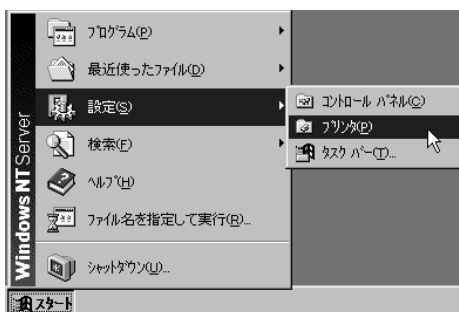 Windows NT Server
ﾌﾟﾛｸﾞﾗﾑ(P)
最近使ったﾌｧｲﾙ(D)
設定(S)
検索(F)
ﾍﾙﾌﾟ(H)
ﾌｧｲﾙ名を指定して実行(R)...
ｼｬｯﾄﾀﾞｳﾝ(U)...
ｺﾝﾄﾛｰﾙ ﾊﾟﾈﾙ(C)
ﾌﾟﾘﾝﾀ(P)
ﾀｽｸ ﾊﾞｰ(T)...
スタート